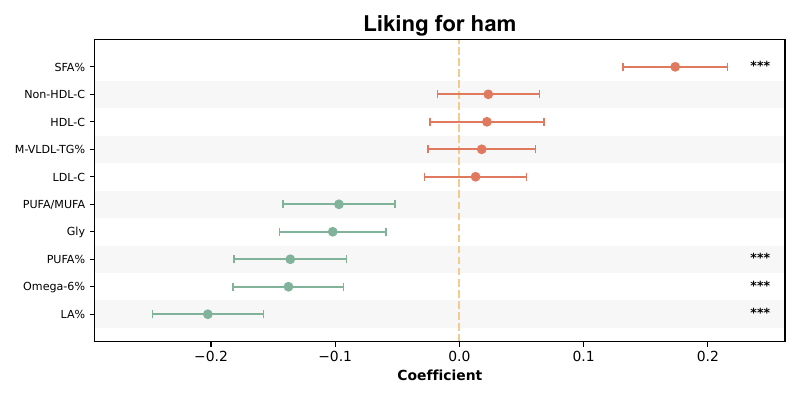 Liking for ham
SFA% ***
Non-HDL-C
HDL-C
M-VLDL-TG%
LDL-C
PUFA/MUFA
Gly
PUFA% ***
Omega-6% ***
LA% ***
−0.2 −0.1 0.0 0.1 0.2
Coefficient